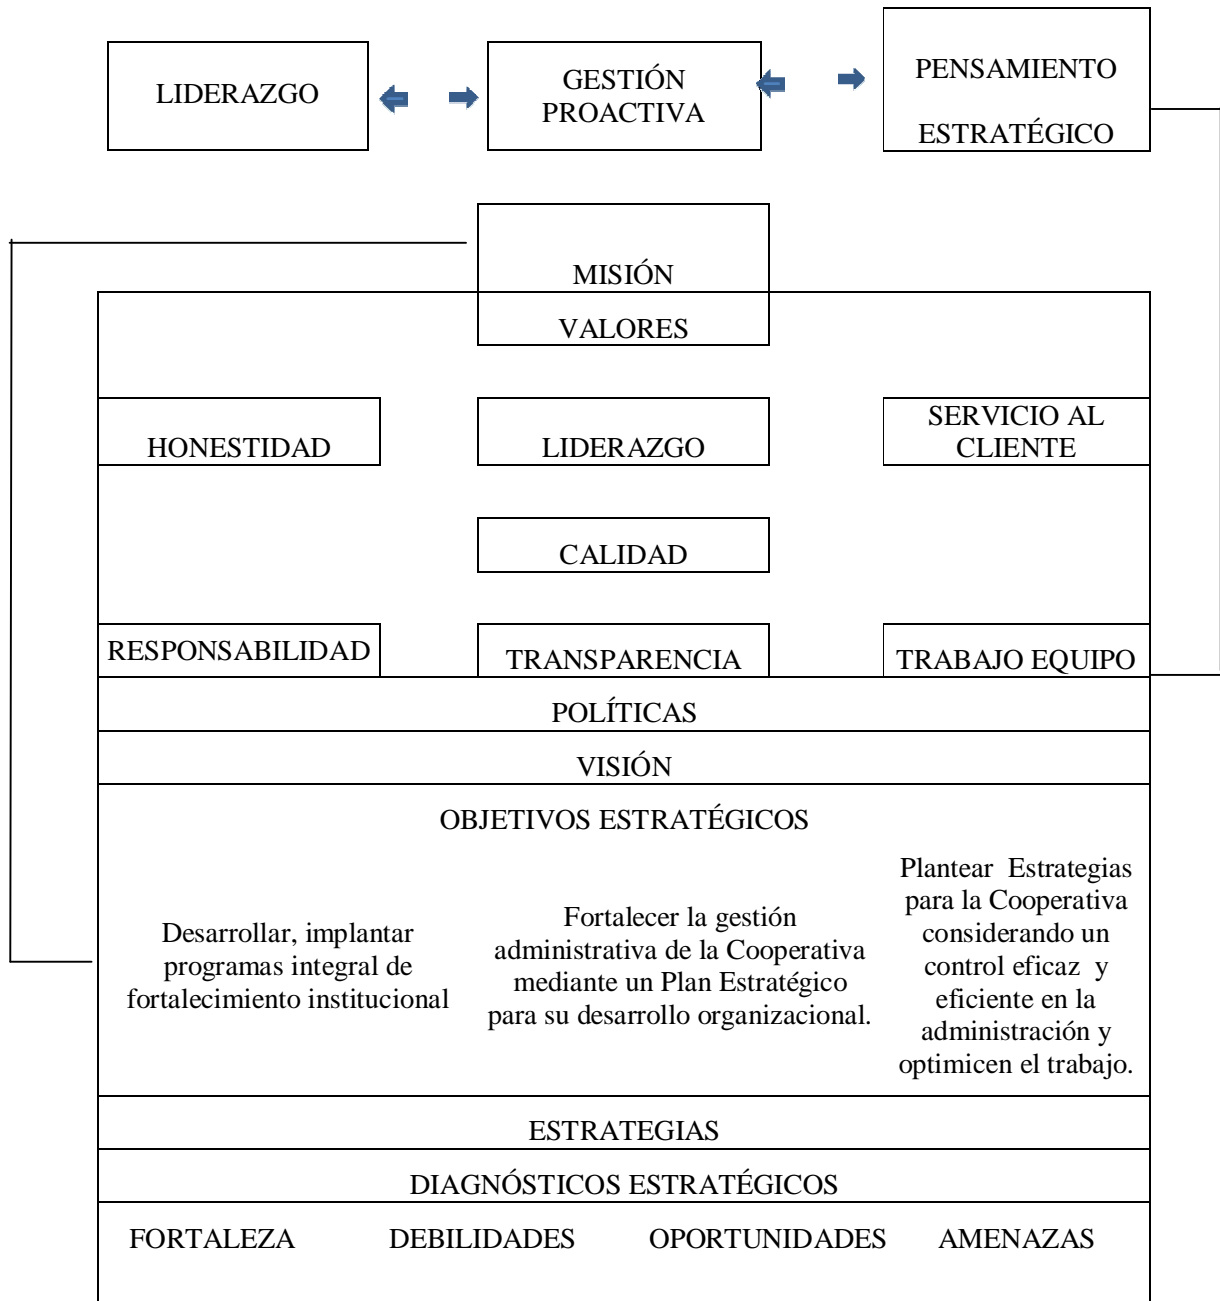 LIDERAZGO
GESTIÓN
PROACTIVA
PENSAMIENTO
ESTRATÉGICO
MISIÓN
VALORES
HONESTIDAD
LIDERAZGO
SERVICIO AL
CLIENTE
CALIDAD
RESPONSABILIDAD
TRANSPARENCIA
TRABAJO EQUIPO
POLÍTICAS
VISIÓN
OBJETIVOS ESTRATÉGICOS
Desarrollar, implantar
programas integral de
fortalecimiento institucional
Fortalecer la gestión
administrativa de la Cooperativa
mediante un Plan Estratégico
para su desarrollo organizacional.
Plantear  Estrategias
para la Cooperativa
considerando un
control eficaz  y
eficiente en la
administración y
optimicen el trabajo.
ESTRATEGIAS
DIAGNÓSTICOS ESTRATÉGICOS
FORTALEZA DEBILIDADES OPORTUNIDADES AMENAZAS